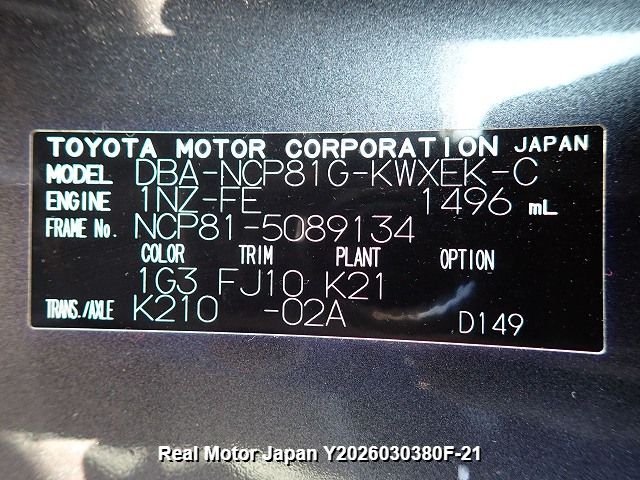 TOYOTA MOTOR CORPORATION JAPAN
MODEL DBA-NCP81G-KWXEK-C
ENGINE 1NZ-FE 1496 mL
FRAME No. NCP81-5089134
COLOR TRIM PLANT OPTION
1G3 FJ10 K21
TRANS./AXLE K210 -02A D149
Real Motor Japan Y2026030380F-21